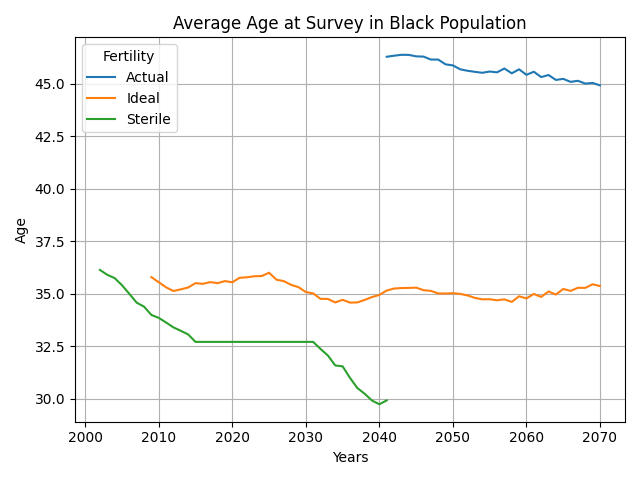 Average Age at Survey in Black Population
Fertility
Actual
Ideal
Sterile
45.0
42.5
40.0
37.5
35.0
32.5
30.0
Age
2000 2010 2020 2030 2040 2050 2060 2070
Years